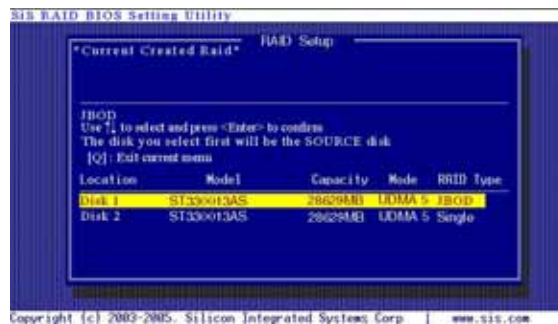 SiS RAID BIOS Setting Utility
RAID Setup
*Current Created Raid*
JBOD
Use ↑↓ to select and press <Enter> to confirm
The disk you select first will be the SOURCE disk
[Q]: Exit current menu
Location Model Capacity Mode RAID Type
Disk 1 ST330013AS 28629MB UDMA 5 JBOD
Disk 2 ST330013AS 28629MB UDMA 5 Single
Copyright (c) 2003-2005. Silicon Integrated Systems Corp | www.sis.com